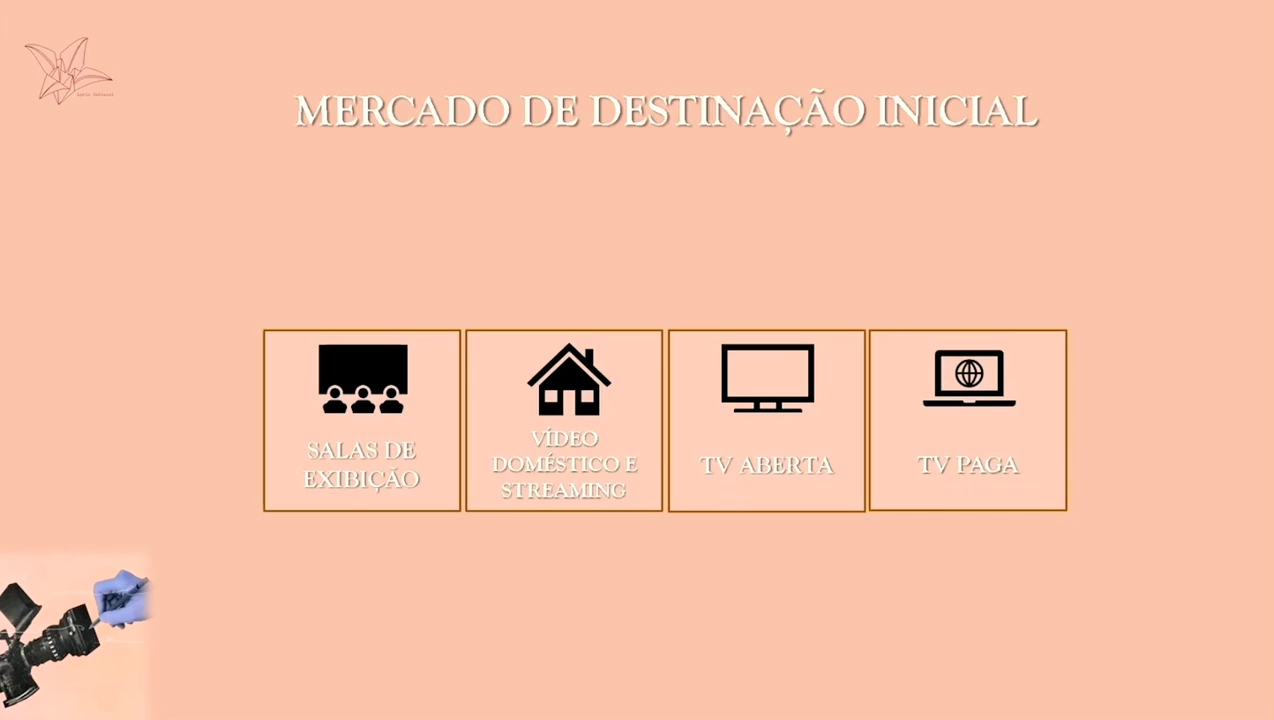 MERCADO DE DESTINAÇÃO INICIAL
SALAS DE
EXIBIÇÃO
VÍDEO
DOMÉSTICO E
STREAMING
TV ABERTA
TV PAGA